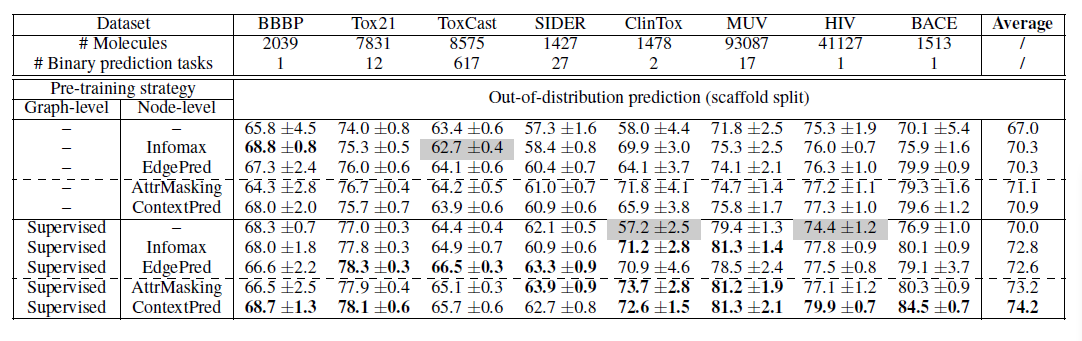 Dataset BBBP Tox21 ToxCast SIDER ClinTox MUV HIV BACE Average
# Molecules 2039 7831 8575 1427 1478 93087 41127 1513 /
# Binary prediction tasks 1 12 617 27 2 17 1 1 /
Pre-training strategy
Graph-level Node-level
Out-of-distribution prediction (scaffold split)
– – 65.8 ±4.5 74.0 ±0.8 63.4 ±0.6 57.3 ±1.6 58.0 ±4.4 71.8 ±2.5 75.3 ±1.9 70.1 ±5.4 67.0
– Infomax 68.8 ±0.8 75.3 ±0.5 62.7 ±0.4 58.4 ±0.8 69.9 ±3.0 75.3 ±2.5 76.0 ±0.7 75.9 ±1.6 70.3
– EdgePred 67.3 ±2.4 76.0 ±0.6 64.1 ±0.6 60.4 ±0.7 64.1 ±3.7 74.1 ±2.1 76.3 ±1.0 79.9 ±0.9 70.3
– AttrMasking 64.3 ±2.8 76.7 ±0.4 64.2 ±0.5 61.0 ±0.7 71.8 ±4.1 74.7 ±1.4 77.2 ±1.1 79.3 ±1.6 71.1
– ContextPred 68.0 ±2.0 75.7 ±0.7 63.9 ±0.6 60.9 ±0.6 65.9 ±3.8 75.8 ±1.7 77.3 ±1.0 79.6 ±1.2 70.9
Supervised – 68.3 ±0.7 77.0 ±0.3 64.4 ±0.4 62.1 ±0.5 57.2 ±2.5 79.4 ±1.3 74.4 ±1.2 76.9 ±1.0 70.0
Supervised Infomax 68.0 ±1.8 77.8 ±0.3 64.9 ±0.7 60.9 ±0.6 71.2 ±2.8 81.3 ±1.4 77.8 ±0.9 80.1 ±0.9 72.8
Supervised EdgePred 66.6 ±2.2 78.3 ±0.3 66.5 ±0.3 63.3 ±0.9 70.9 ±4.6 78.5 ±2.4 77.5 ±0.8 79.1 ±3.7 72.6
Supervised AttrMasking 66.5 ±2.5 77.9 ±0.4 65.1 ±0.3 63.9 ±0.9 73.7 ±2.8 81.2 ±1.9 77.1 ±1.2 80.3 ±0.9 73.2
Supervised ContextPred 68.7 ±1.3 78.1 ±0.6 65.7 ±0.6 62.7 ±0.8 72.6 ±1.5 81.3 ±2.1 79.9 ±0.7 84.5 ±0.7 74.2